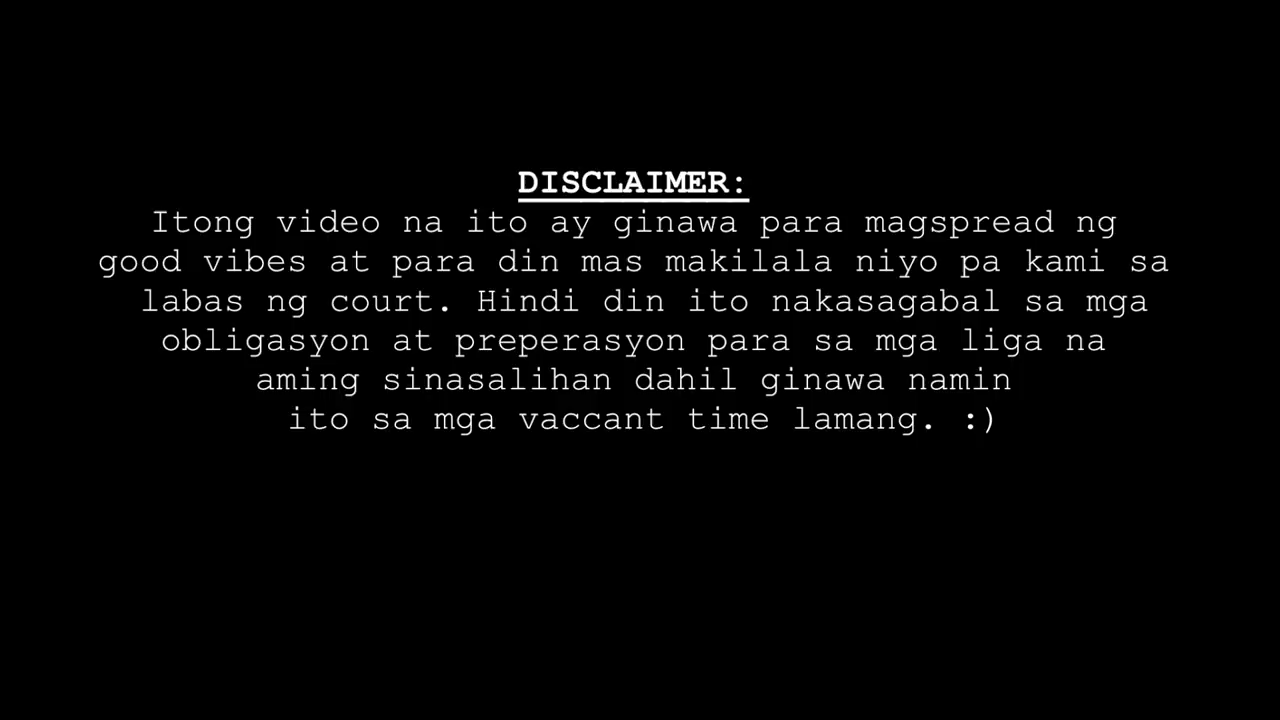 DISCLAIMER:
Itong video na ito ay ginawa para magspread ng
good vibes at para din mas makilala niyo pa kami sa
labas ng court. Hindi din ito nakasagabal sa mga
obligasyon at preperasyon para sa mga liga na
aming sinasalihan dahil ginawa namin
ito sa mga vaccant time lamang. :)